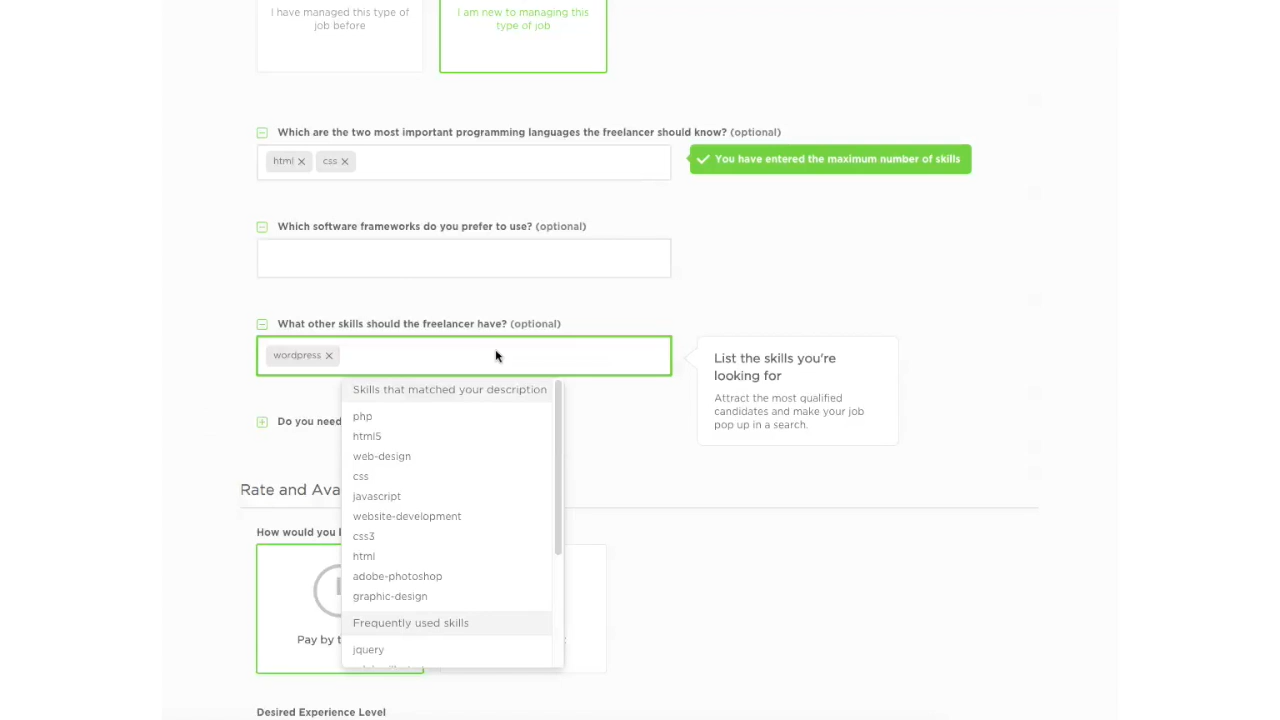 I have managed this type of
job before
I am new to managing this
type of job
Which are the two most important programming languages the freelancer should know? (optional)
html
css
You have entered the maximum number of skills
Which software frameworks do you prefer to use? (optional)
What other skills should the freelancer have? (optional)
wordpress
List the skills you're
looking for
Attract the most qualified
candidates and make your job
pop up in a search.
Skills that matched your description
php
html5
web-design
css
javascript
website-development
css3
html
adobe-photoshop
graphic-design
Frequently used skills
jquery
Do you need
Rate and Ava
How would you
Pay by
Desired Experience Level